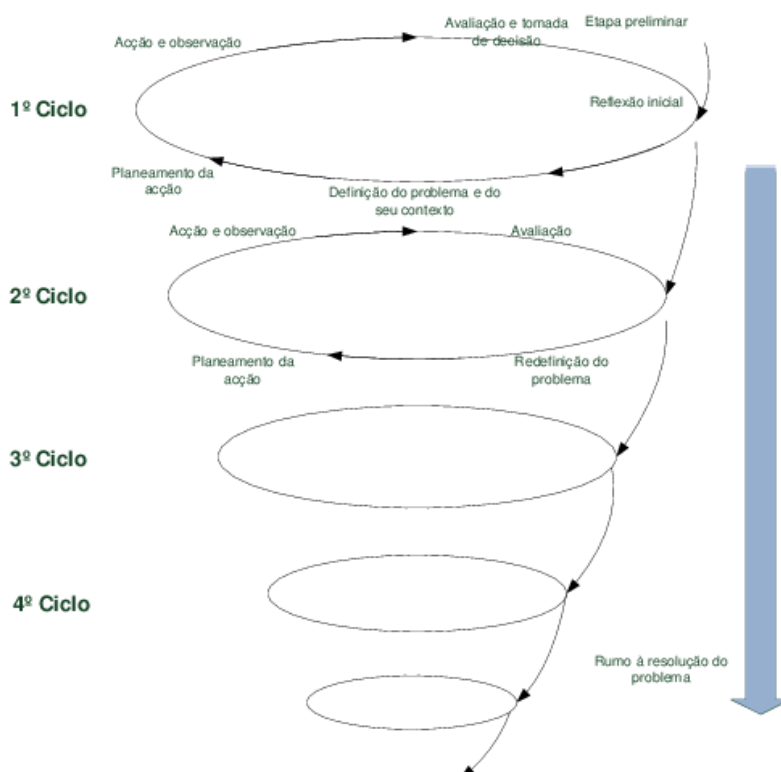 Etapa preliminar
Avaliação e tomada
de decisão
Acção e observação
1º Ciclo
Reflexão inicial
Planeamento da
acção
Definição do problema e do
seu contexto
Acção e observação
Avaliação
2º Ciclo
Planeamento da
acção
Redefinição do
problema
3º Ciclo
4º Ciclo
Rumo à resolução do
problema